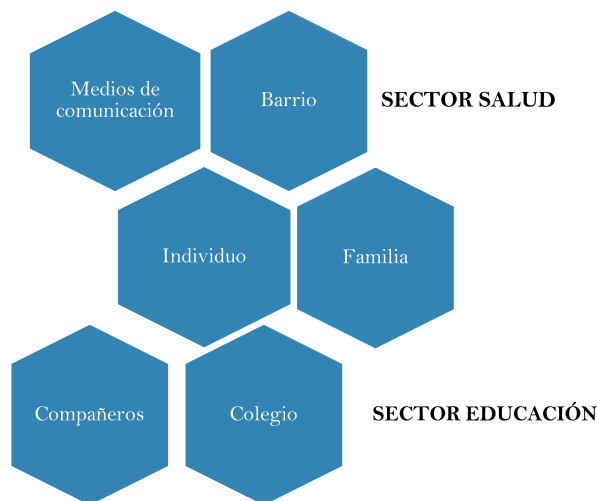 Medios de
comunicación
Barrio
SECTOR SALUD
Individuo
Familia
Compañeros
Colegio
SECTOR EDUCACIÓN